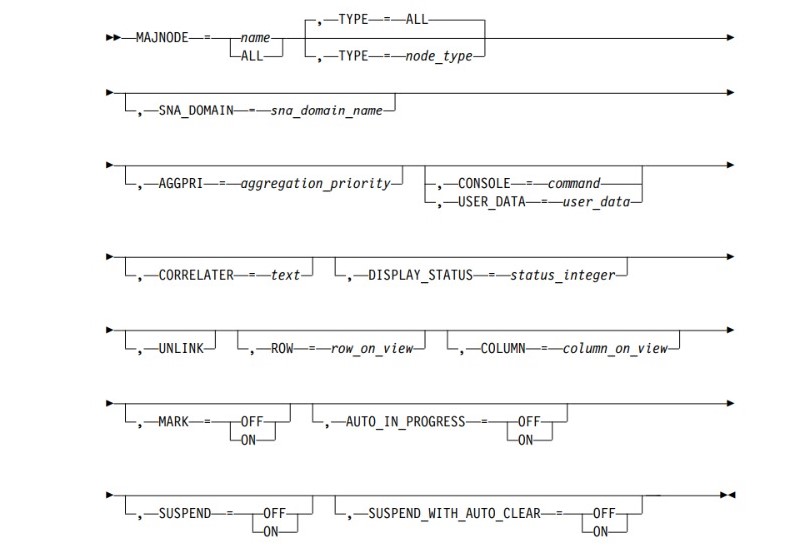 , TYPE = ALL
MAJNODE = name
ALL , TYPE = node_type
, SNA_DOMAIN = sna_domain_name
, AGGPRI = aggregation_priority , CONSOLE = command
, USER_DATA = user_data
, CORRELATER = text , DISPLAY_STATUS = status_integer
, UNLINK , ROW = row_on_view , COLUMN = column_on_view
, MARK = OFF , AUTO_IN_PROGRESS = OFF
ON ON
, SUSPEND = OFF , SUSPEND_WITH_AUTO_CLEAR = OFF
ON ON